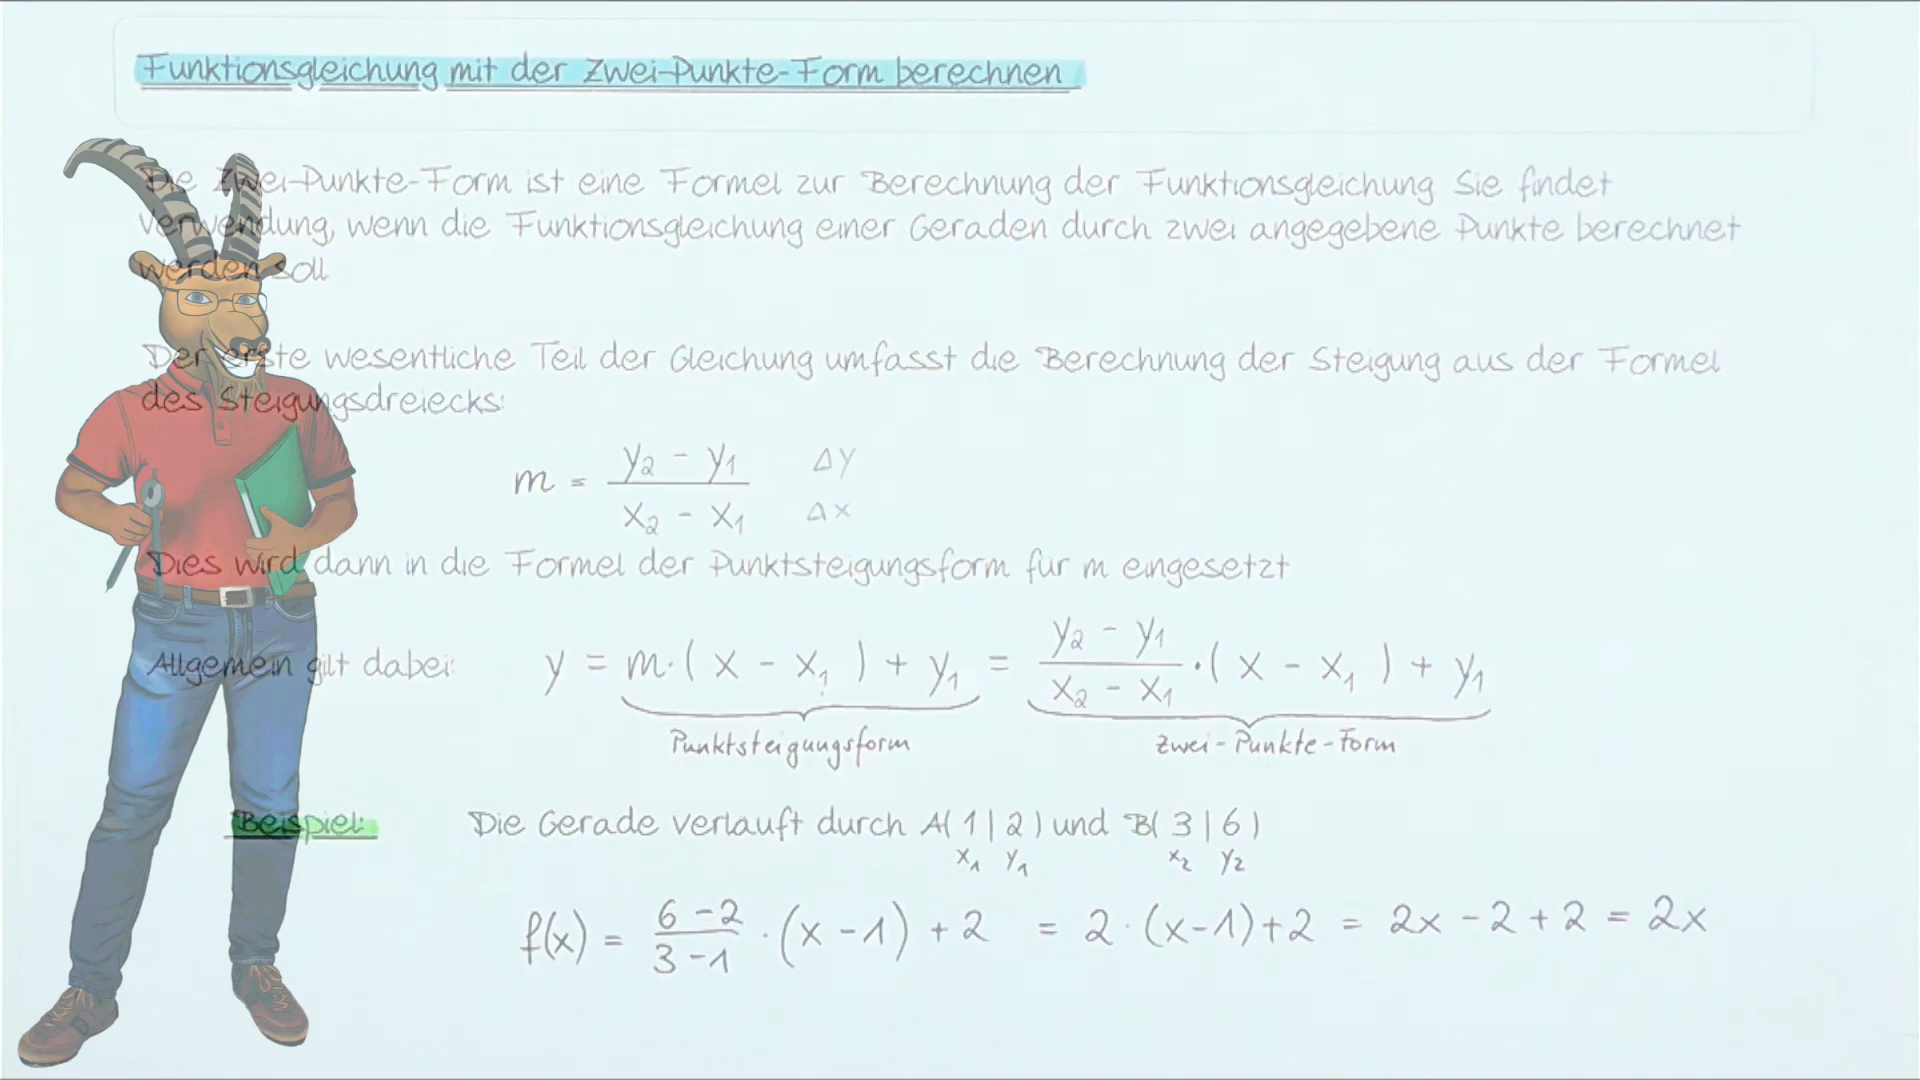 Funktionsgleichung mit der Zwei-Punkte-Form berechnen
Die Zwei-Punkte-Form ist eine Formel zur Berechnung der Funktionsgleichung Sie findet
Verwendung, wenn die Funktionsgleichung einer Geraden durch zwei angegebene Punkte berechnet
werden soll
Der erste wesentliche Teil der Gleichung umfasst die Berechnung der Steigung aus der Formel
des Steigungsdreiecks:
m = (y₂ - y₁)/(x₂ - x₁) Δy Δx
Dies wird dann in die Formel der Punktsteigungsform für m eingesetzt
Allgemein gilt dabei: y = m·( x - x₁ ) + y₁ = (y₂ - y₁)/(x₂ - x₁) ·( x - x₁ ) + y₁
Punktsteigungsform Zwei-Punkte-Form
Beispiel: Die Gerade verläuft durch A( 1 | 2 ) und B( 3 | 6 )
x₁ y₁ x₂ y₂
f(x) = (6-2)/(3-1) · (x-1) + 2 = 2 · (x-1)+2 = 2x - 2 + 2 = 2x